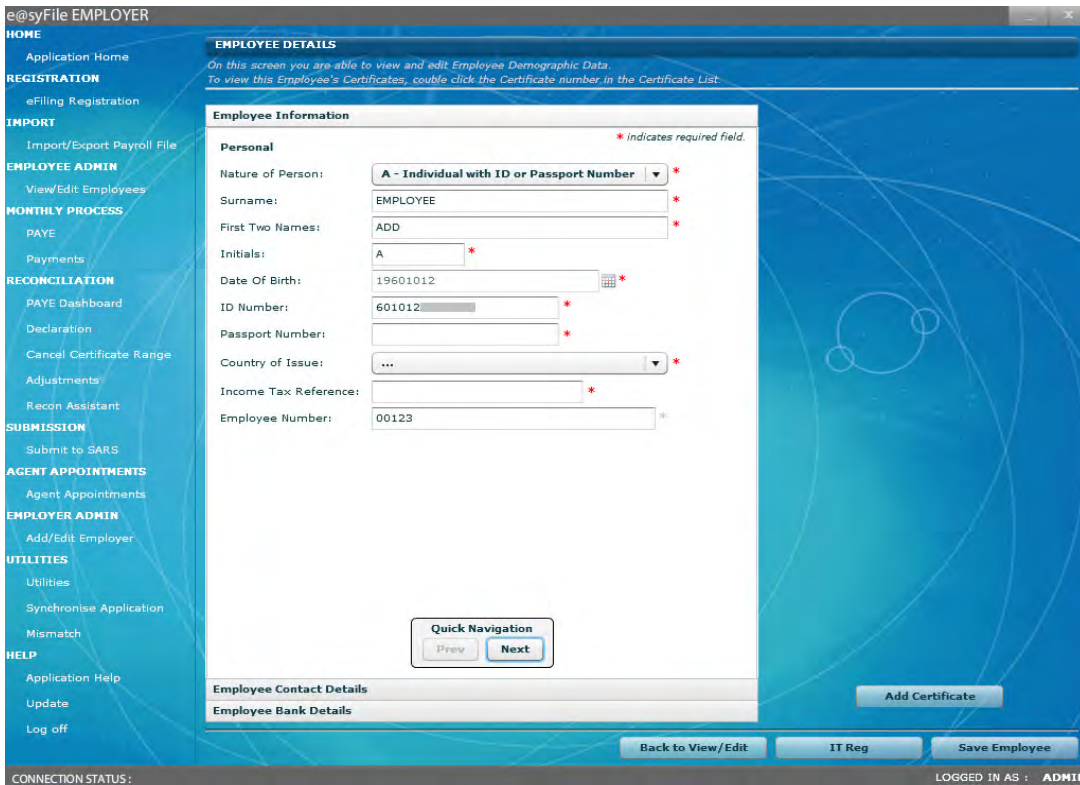 e@syFile EMPLOYER
_ X
HOME
Application Home
REGISTRATION
eFiling Registration
IMPORT
Import/Export Payroll File
EMPLOYEE ADMIN
View/Edit Employees
MONTHLY PROCESS
PAYE
Payments
RECONCILIATION
PAYE Dashboard
Declaration
Cancel Certificate Range
Adjustments
Recon Assistant
SUBMISSION
Submit to SARS
AGENT APPOINTMENTS
Agent Appointments
EMPLOYER ADMIN
Add/Edit Employer
UTILITIES
Utilities
Synchronise Application
Mismatch
HELP
Application Help
Update
Log off
EMPLOYEE DETAILS
On this screen you are able to view and edit Employee Demographic Data.
To view this Employee's Certificates, couble click the Certificate number in the Certificate List.
Employee Information
* indicates required field.
Personal
Nature of Person: A - Individual with ID or Passport Number *
Surname: EMPLOYEE *
First Two Names: ADD *
Initials: A *
Date Of Birth: 19601012 *
ID Number: 601012 *
Passport Number: *
Country of Issue: ... *
Income Tax Reference: *
Employee Number: 00123 *
Quick Navigation
Prev Next
Employee Contact Details
Employee Bank Details
Add Certificate
Back to View/Edit IT Reg Save Employee
CONNECTION STATUS : LOGGED IN AS : ADMI